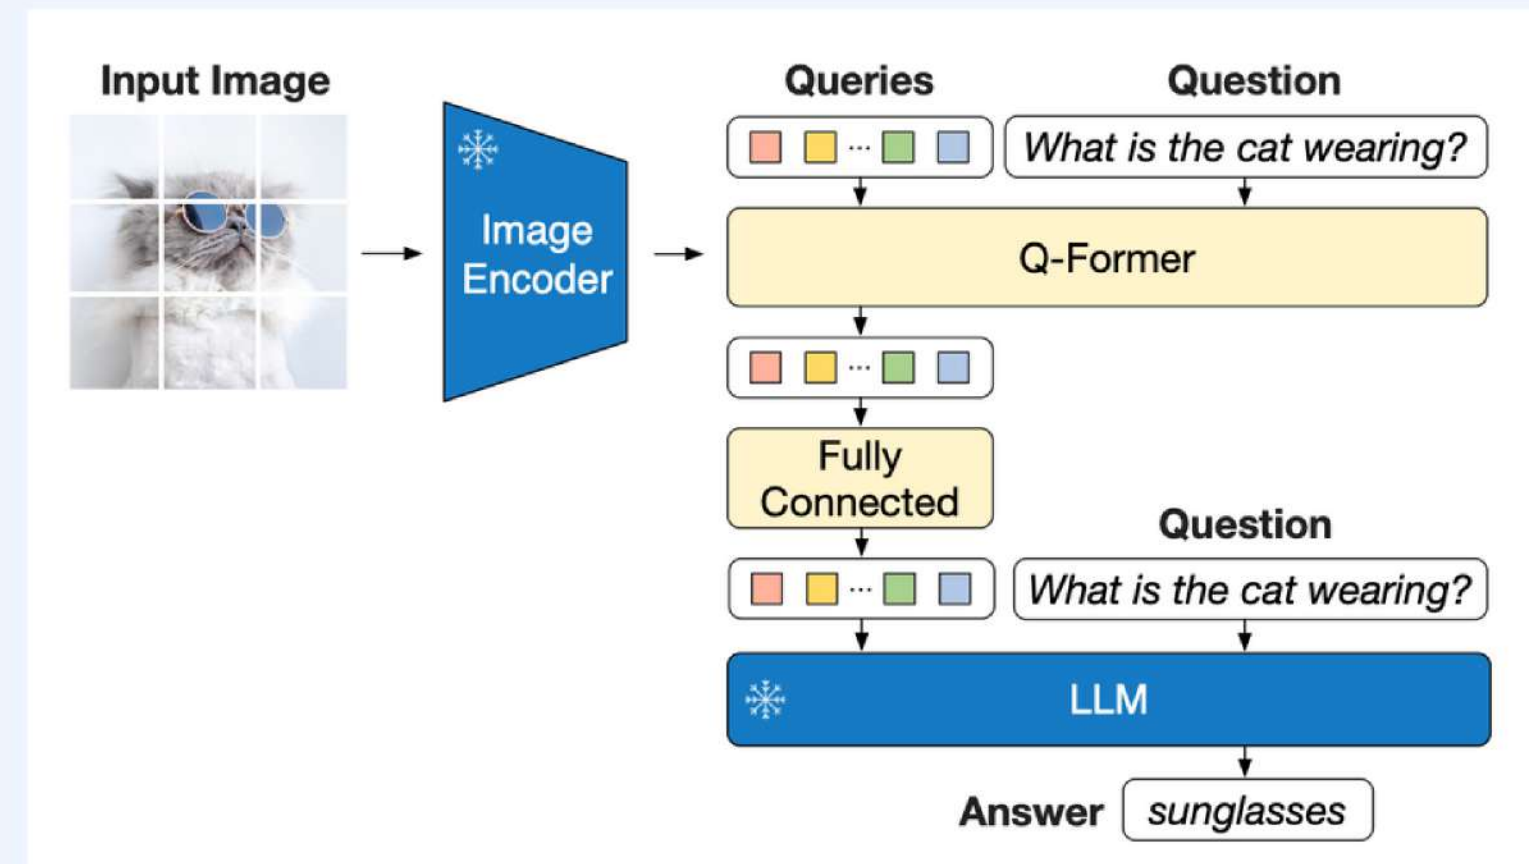 Input Image
Queries
Question
...
What is the cat wearing?
Image
Encoder
Q-Former
...
Fully
Connected
Question
...
What is the cat wearing?
LLM
Answer
sunglasses